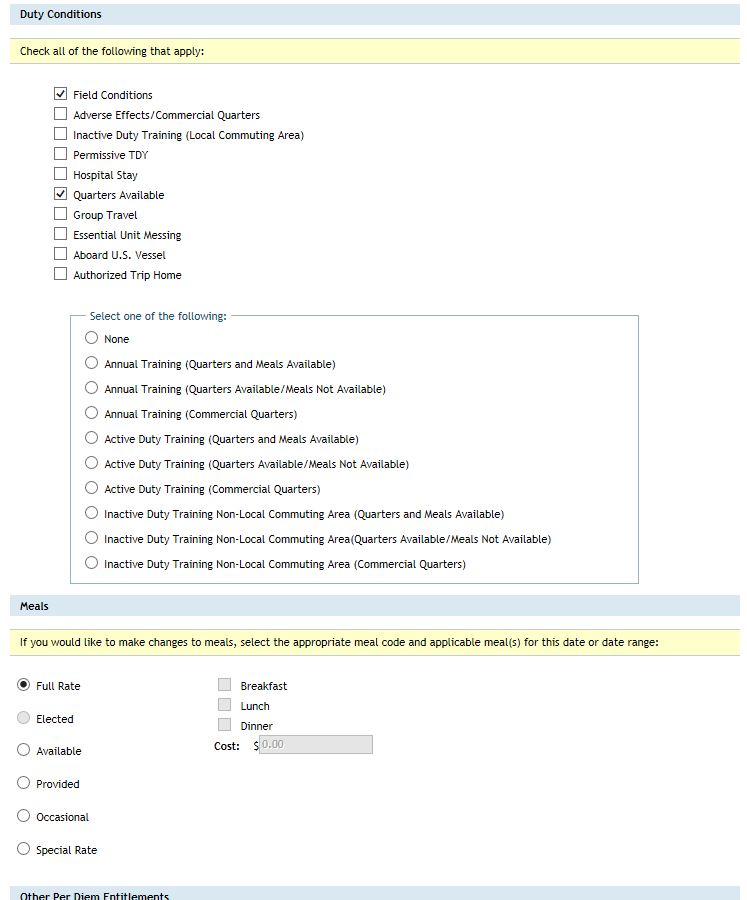 Duty Conditions
Check all of the following that apply:
Field Conditions
Adverse Effects/Commercial Quarters
Inactive Duty Training (Local Commuting Area)
Permissive TDY
Hospital Stay
Quarters Available
Group Travel
Essential Unit Messing
Aboard U.S. Vessel
Authorized Trip Home
Select one of the following:
None
Annual Training (Quarters and Meals Available)
Annual Training (Quarters Available/Meals Not Available)
Annual Training (Commercial Quarters)
Active Duty Training (Quarters and Meals Available)
Active Duty Training (Quarters Available/Meals Not Available)
Active Duty Training (Commercial Quarters)
Inactive Duty Training Non-Local Commuting Area (Quarters and Meals Available)
Inactive Duty Training Non-Local Commuting Area(Quarters Available/Meals Not Available)
Inactive Duty Training Non-Local Commuting Area (Commercial Quarters)
Meals
If you would like to make changes to meals, select the appropriate meal code and applicable meal(s) for this date or date range:
Full Rate
Elected
Available
Provided
Occasional
Special Rate
Breakfast
Lunch
Dinner
Cost: $0.00
Other Per Diem Entitlements